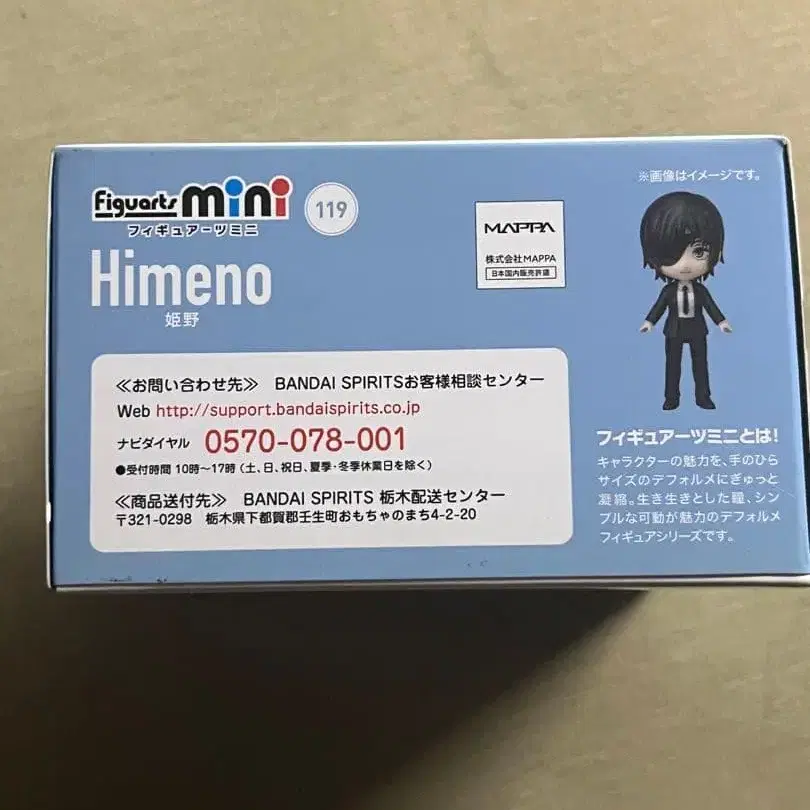 Figuarts mini 119
フィギュアーツミニ
Himeno
姫野
MAPPA
株式会社MAPPA
日本国内販売許諾
※画像はイメージです。
≪お問い合わせ先≫ BANDAI SPIRITSお客様相談センター
Web http://support.bandaispirits.co.jp
ナビダイヤル 0570-078-001
●受付時間 10時〜17時(土、日、祝日、夏季・冬季休業日を除く)
≪商品送付先≫ BANDAI SPIRITS 栃木配送センター
〒321-0298 栃木県下都賀郡壬生町おもちゃのまち4-2-20
フィギュアーツミニとは!
キャラクターの魅力を、手のひら
サイズのデフォルメにぎゅっと
凝縮。生き生きとした瞳、シン
プルな可動が魅力のデフォルメ
フィギュアシリーズです。